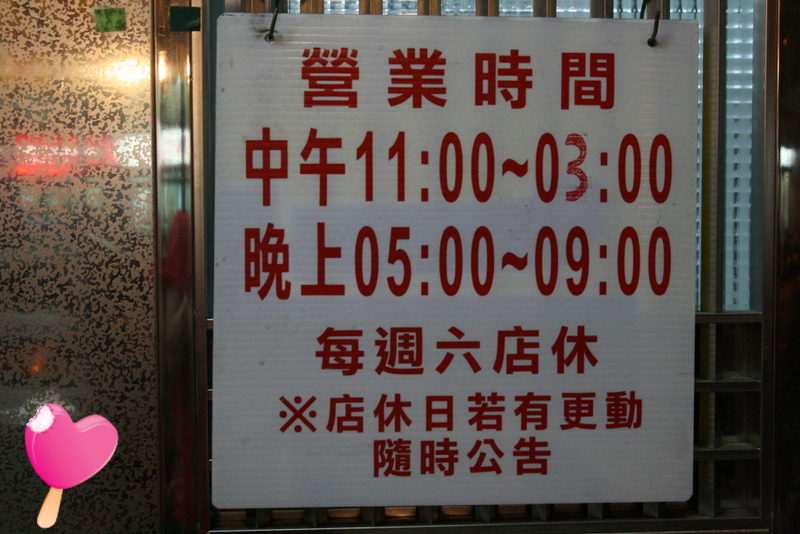 營業時間
中午11:00~03:00
晚上05:00~09:00
每週六店休
※店休日若有更動
隨時公告